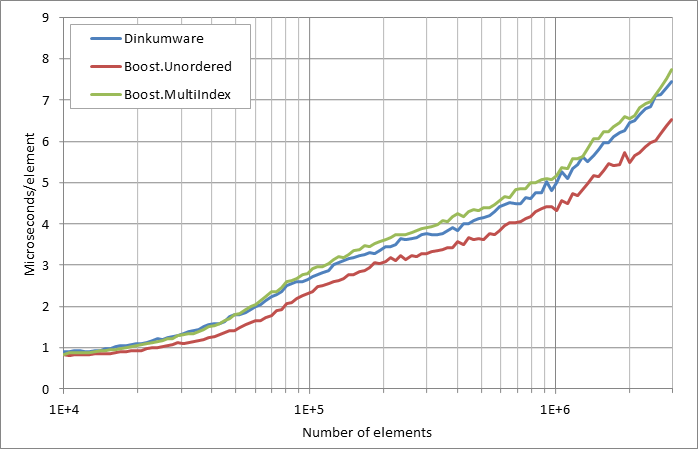 9
8
7
6
5
4
3
2
1
0
Dinkumware
Boost.Unordered
Boost.MultiIndex
Microseconds/element
1E+4 1E+5 1E+6
Number of elements